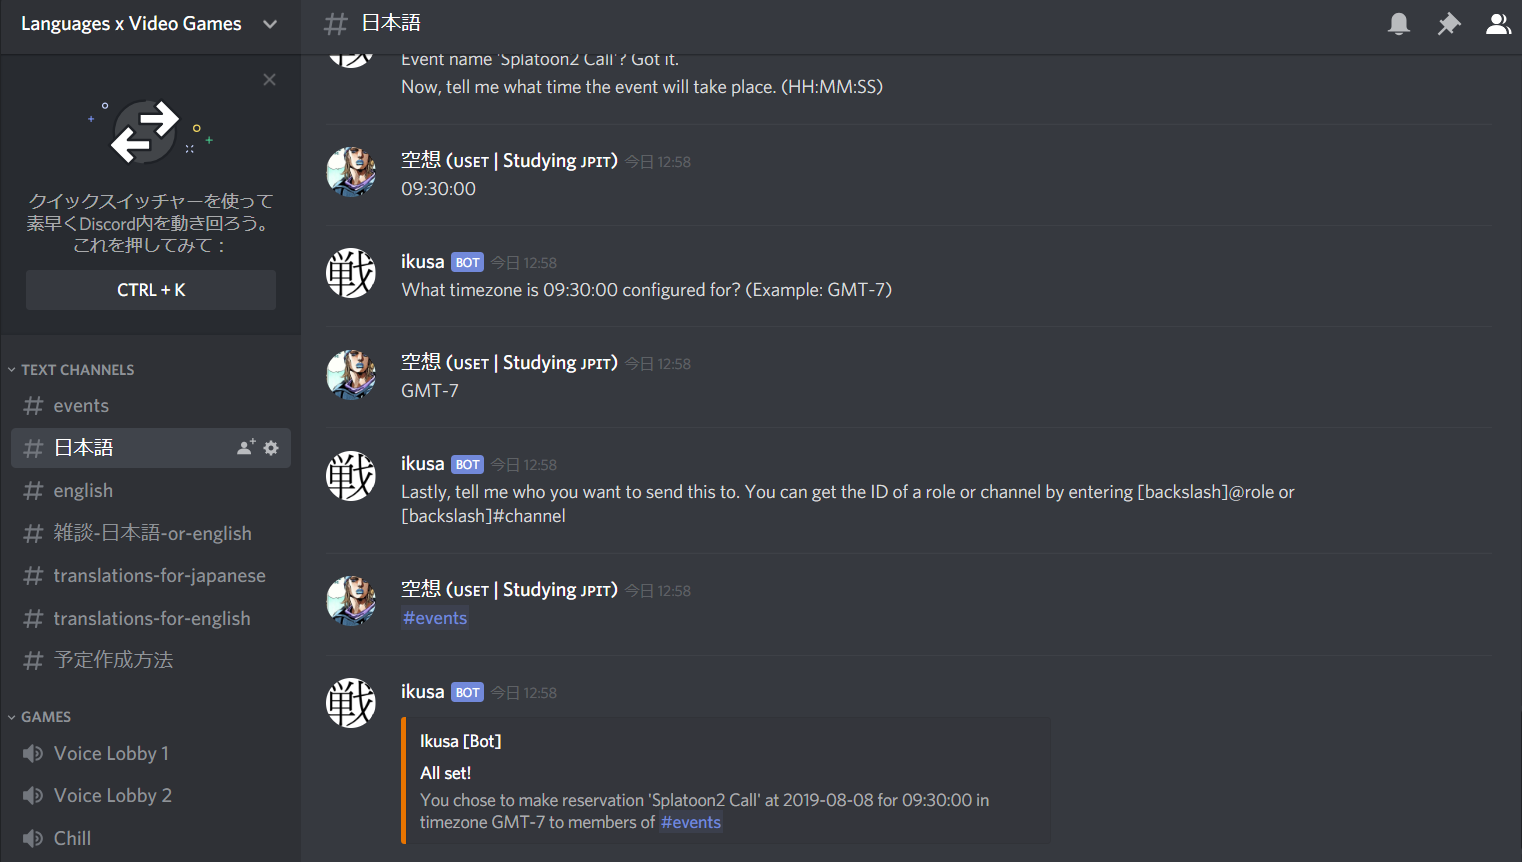 Languages x Video Games
クイックスイッチャーを使って
素早くDiscord内を動き回ろう。
これを押してみて：
CTRL + K
TEXT CHANNELS
events
日本語
english
雑談-日本語-or-english
translations-for-japanese
translations-for-english
予定作成方法
GAMES
Voice Lobby 1
Voice Lobby 2
Chill
日本語
Event name 'Splatoon2 Call'? Got it.
Now, tell me what time the event will take place. (HH:MM:SS)
空想 (ᴜsᴇᴛ | Studying ᴊᴘɪᴛ) 今日 12:58
09:30:00
戦
ikusa BOT 今日 12:58
What timezone is 09:30:00 configured for? (Example: GMT-7)
空想 (ᴜsᴇᴛ | Studying ᴊᴘɪᴛ) 今日 12:58
GMT-7
戦
ikusa BOT 今日 12:58
Lastly, tell me who you want to send this to. You can get the ID of a role or channel by entering [backslash]@role or
[backslash]#channel
空想 (ᴜsᴇᴛ | Studying ᴊᴘɪᴛ) 今日 12:58
#events
戦
ikusa BOT 今日 12:58
Ikusa [Bot]
All set!
You chose to make reservation 'Splatoon2 Call' at 2019-08-08 for 09:30:00 in
timezone GMT-7 to members of #events